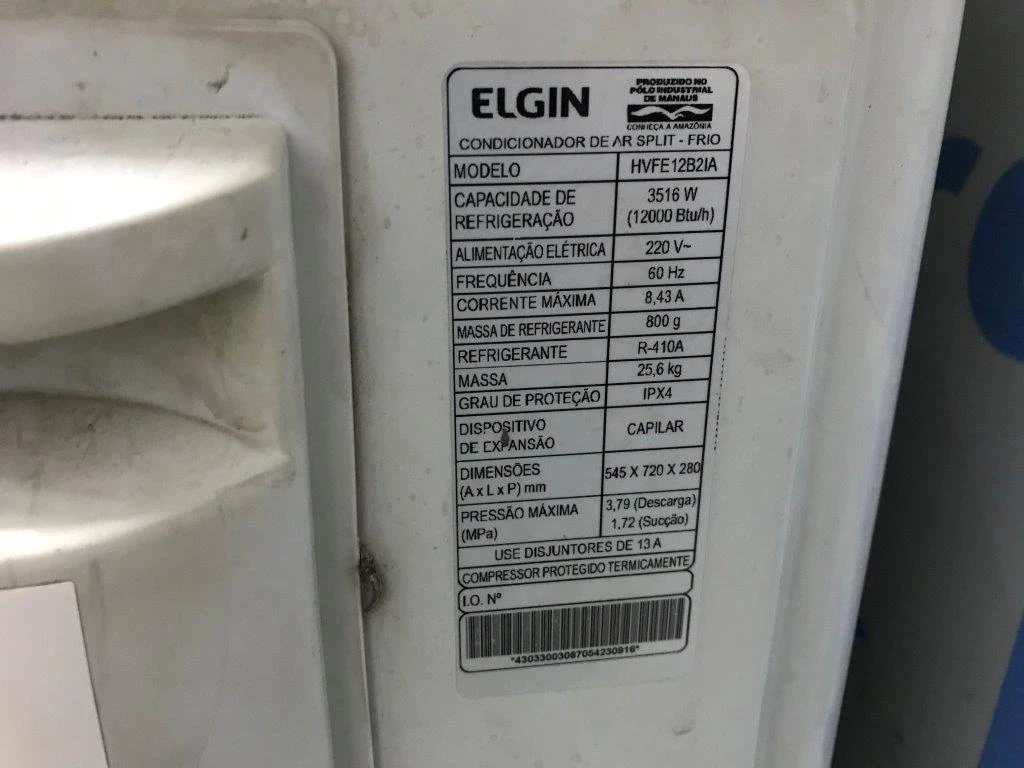 ELGIN
PRODUZIDO NO
PÓLO INDUSTRIAL
DE MANAUS
CONHEÇA A AMAZÔNIA
CONDICIONADOR DE AR SPLIT - FRIO
MODELO HVFE12B2IA
CAPACIDADE DE REFRIGERAÇÃO 3516 W (12000 Btu/h)
ALIMENTAÇÃO ELÉTRICA 220 V~
FREQUÊNCIA 60 Hz
CORRENTE MÁXIMA 8,43 A
MASSA DE REFRIGERANTE 800 g
REFRIGERANTE R-410A
MASSA 25,6 kg
GRAU DE PROTEÇÃO IPX4
DISPOSITIVO DE EXPANSÃO CAPILAR
DIMENSÕES (A x L x P) mm 545 X 720 X 280
PRESSÃO MÁXIMA (MPa) 3,79 (Descarga) 1,72 (Sucção)
USE DISJUNTORES DE 13 A
COMPRESSOR PROTEGIDO TERMICAMENTE
I.O. Nº
*43033003087054230916*